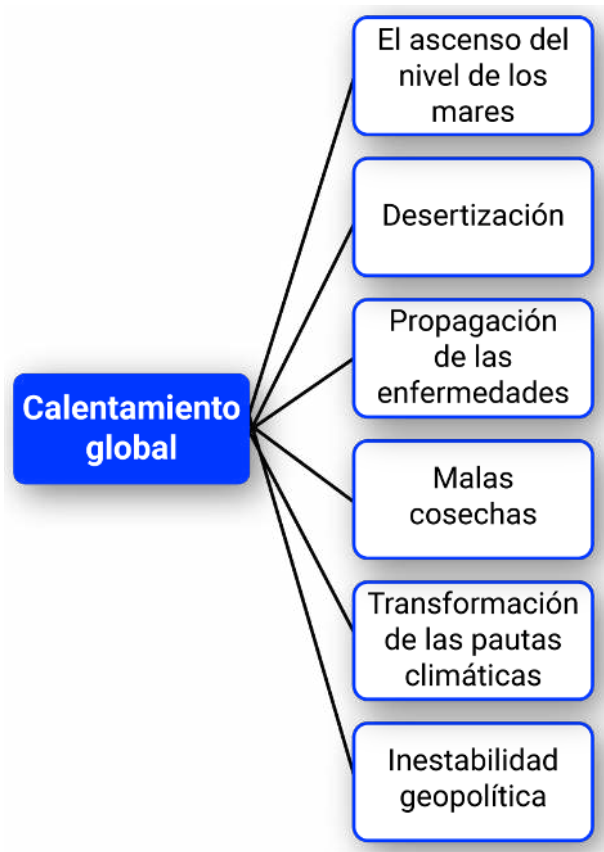 El ascenso del
nivel de los
mares
Desertización
Propagación
de las
enfermedades
Calentamiento
global
Malas
cosechas
Transformación
de las pautas
climáticas
Inestabilidad
geopolítica